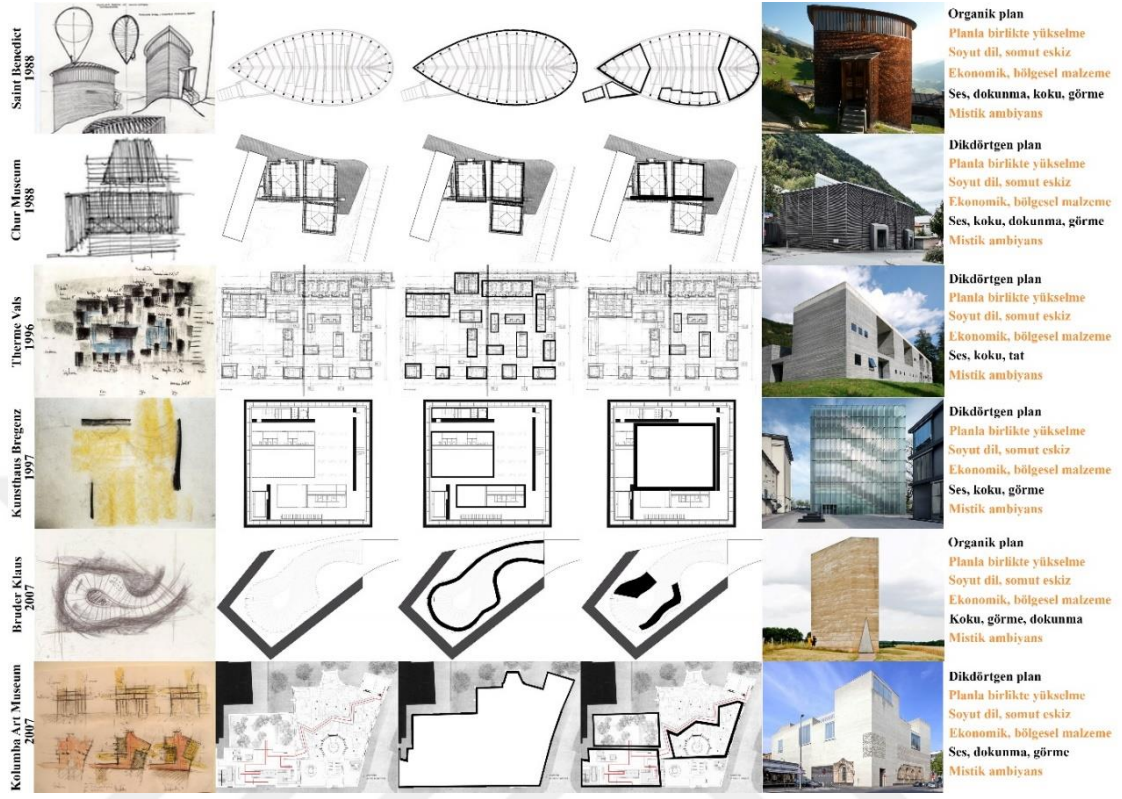 Saint Benedict
1988
Organik plan
Planla birlikte yükselme
Soyut dil, somut eskiz
Ekonomik, bölgesel malzeme
Ses, dokunma, koku, görme
Mistik ambiyans
Chur Museum
1988
Dikdörtgen plan
Planla birlikte yükselme
Soyut dil, somut eskiz
Ekonomik, bölgesel malzeme
Ses, koku, dokunma, görme
Mistik ambiyans
Therme Vals
1996
Dikdörtgen plan
Planla birlikte yükselme
Soyut dil, somut eskiz
Ekonomik, bölgesel malzeme
Ses, koku, tat
Mistik ambiyans
Kunsthaus Bregenz
1997
Dikdörtgen plan
Planla birlikte yükselme
Soyut dil, somut eskiz
Ekonomik, bölgesel malzeme
Ses, koku, görme
Mistik ambiyans
Bruder Klaus
2007
Organik plan
Planla birlikte yükselme
Soyut dil, somut eskiz
Ekonomik, bölgesel malzeme
Koku, görme, dokunma
Mistik ambiyans
Kolumba Art Museum
2007
Dikdörtgen plan
Planla birlikte yükselme
Soyut dil, somut eskiz
Ekonomik, bölgesel malzeme
Ses, dokunma, görme
Mistik ambiyans